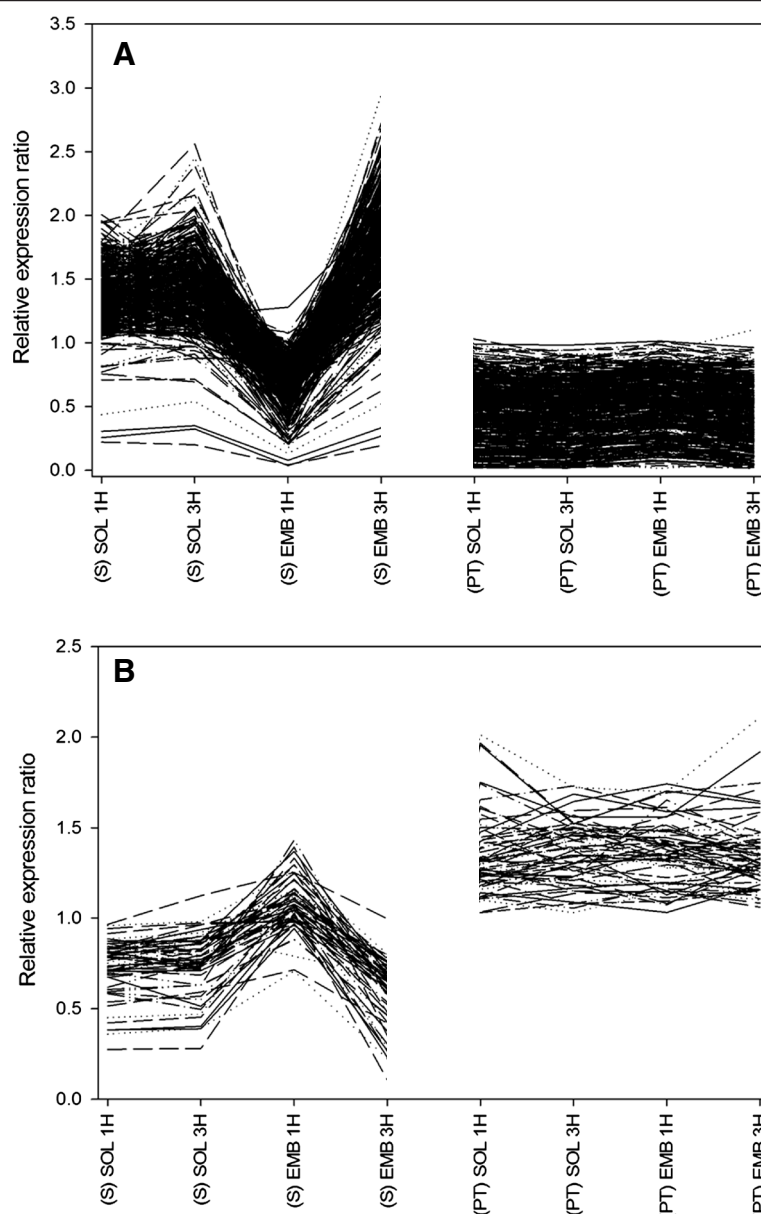 A
Relative expression ratio
3.5
3.0
2.5
2.0
1.5
1.0
0.5
0.0
(S) SOL 1H
(S) SOL 3H
(S) EMB 1H
(S) EMB 3H
(PT) SOL 1H
(PT) SOL 3H
(PT) EMB 1H
(PT) EMB 3H
B
Relative expression ratio
2.5
2.0
1.5
1.0
0.5
0.0
(S) SOL 1H
(S) SOL 3H
(S) EMB 1H
(S) EMB 3H
(PT) SOL 1H
(PT) SOL 3H
(PT) EMB 1H
(PT) EMB 3H